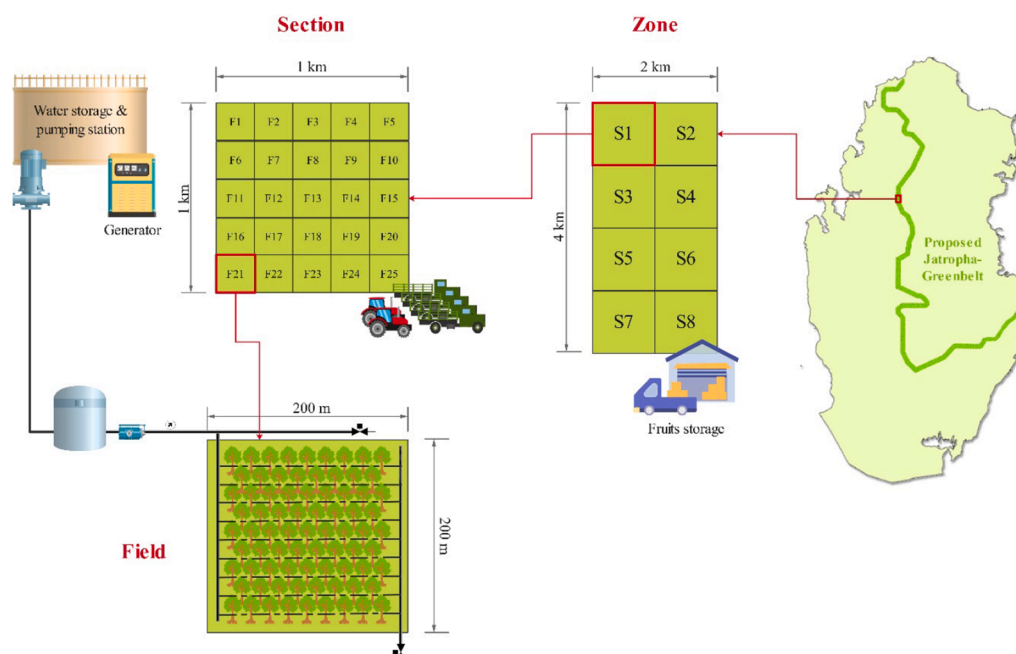 Section
Zone
1 km
2 km
Water storage &
pumping station
Generator
1 km
F1 F2 F3 F4 F5
F6 F7 F8 F9 F10
F11 F12 F13 F14 F15
F16 F17 F18 F19 F20
F21 F22 F23 F24 F25
4 km
S1 S2
S3 S4
S5 S6
S7 S8
Fruits storage
Proposed
Jatropha-
Greenbelt
200 m
200 m
Field